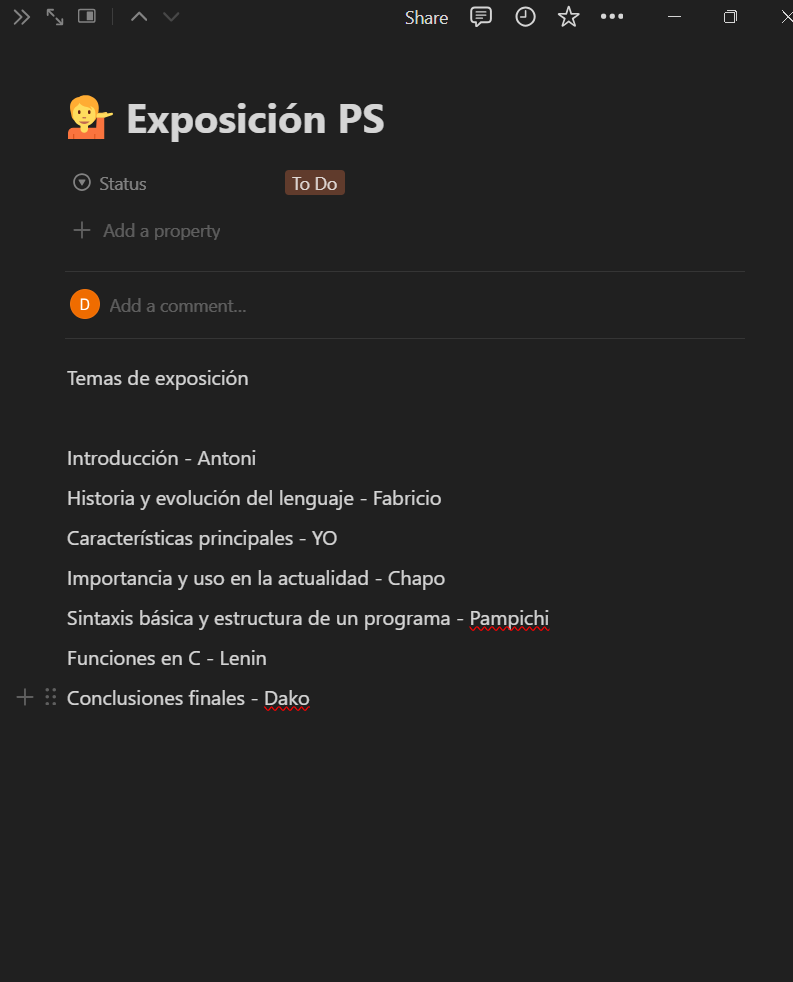 Share
Exposición PS
Status To Do
Add a property
D Add a comment...
Temas de exposición
Introducción - Antoni
Historia y evolución del lenguaje - Fabricio
Características principales - YO
Importancia y uso en la actualidad - Chapo
Sintaxis básica y estructura de un programa - Pampichi
Funciones en C - Lenin
Conclusiones finales - Dako